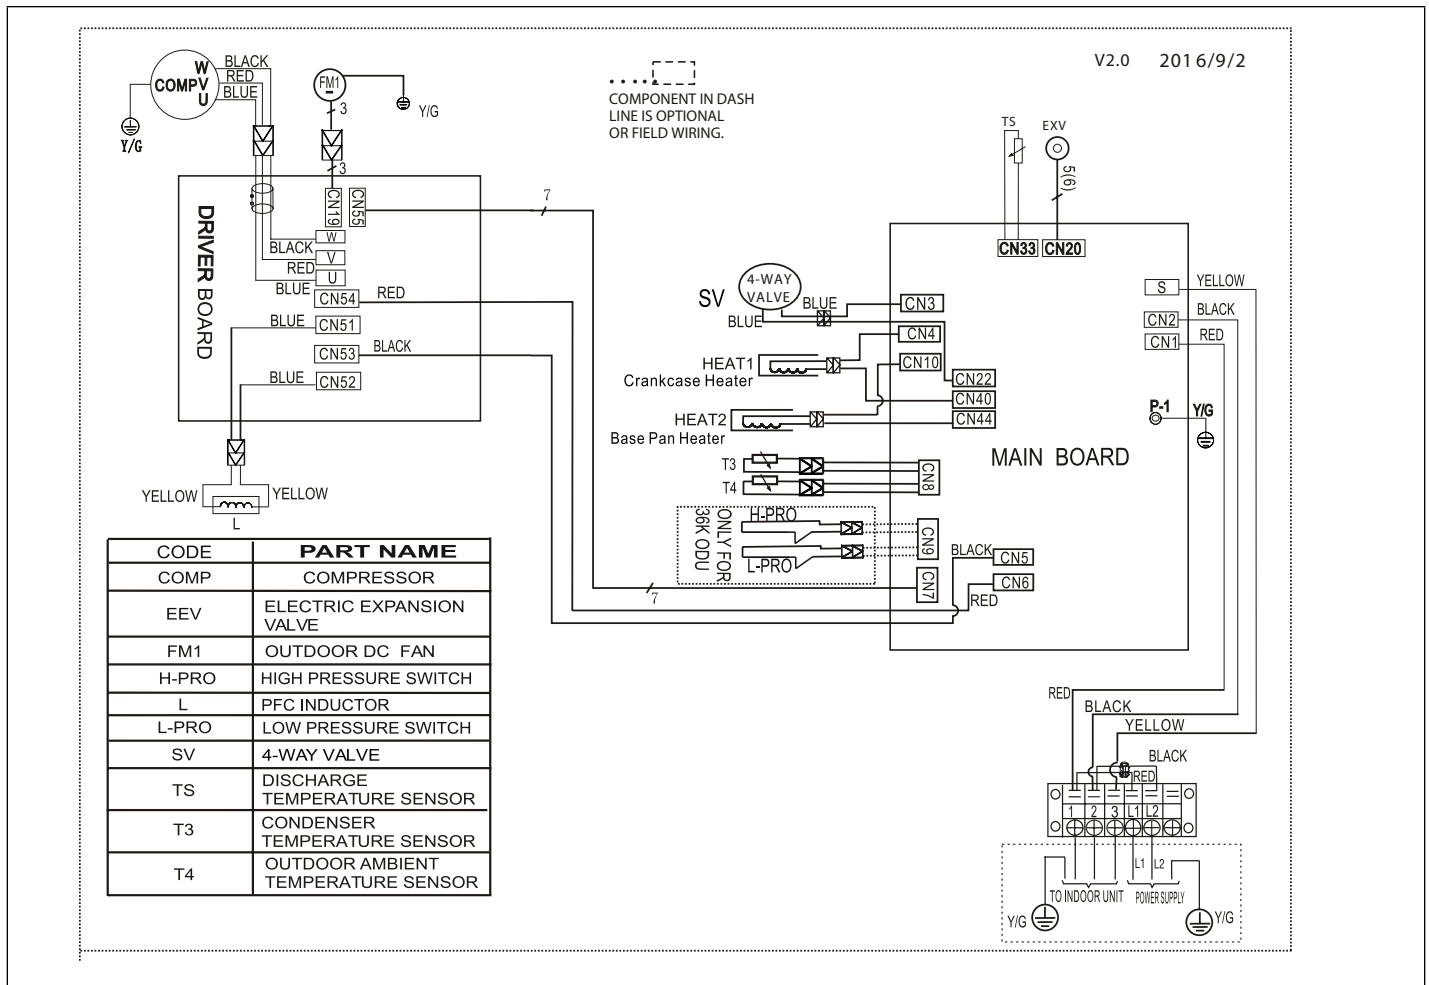 V2.0 2016/9/2
COMPONENT IN DASH
LINE IS OPTIONAL
OR FIELD WIRING.
COMP
W
V
U
BLACK
RED
BLUE
Y/G
FM1
3
Y/G
3
CN19
CN55
7
DRIVER BOARD
W
BLACK
V
RED
U
BLUE
CN54
RED
BLUE
CN51
CN53
BLACK
BLUE
CN52
YELLOW
YELLOW
L
TS
EXV
5(6)
CN33
CN20
SV
4-WAY
VALVE
BLUE
BLUE
CN3
CN4
HEAT1
Crankcase Heater
CN10
CN22
CN40
HEAT2
Base Pan Heater
CN44
T3
T4
CN8
ONLY FOR
36K ODU
H-PRO
L-PRO
CN9
BLACK
CN5
CN7
CN6
RED
7
MAIN BOARD
S
YELLOW
CN2
BLACK
CN1
RED
P-1
Y/G
RED
BLACK
YELLOW
BLACK
RED
1 2 3 L1 L2
L1 L2
TO INDOOR UNIT
POWER SUPPLY
Y/G
Y/G
CODE PART NAME
COMP COMPRESSOR
EEV ELECTRIC EXPANSION
VALVE
FM1 OUTDOOR DC FAN
H-PRO HIGH PRESSURE SWITCH
L PFC INDUCTOR
L-PRO LOW PRESSURE SWITCH
SV 4-WAY VALVE
TS DISCHARGE
TEMPERATURE SENSOR
T3 CONDENSER
TEMPERATURE SENSOR
T4 OUTDOOR AMBIENT
TEMPERATURE SENSOR